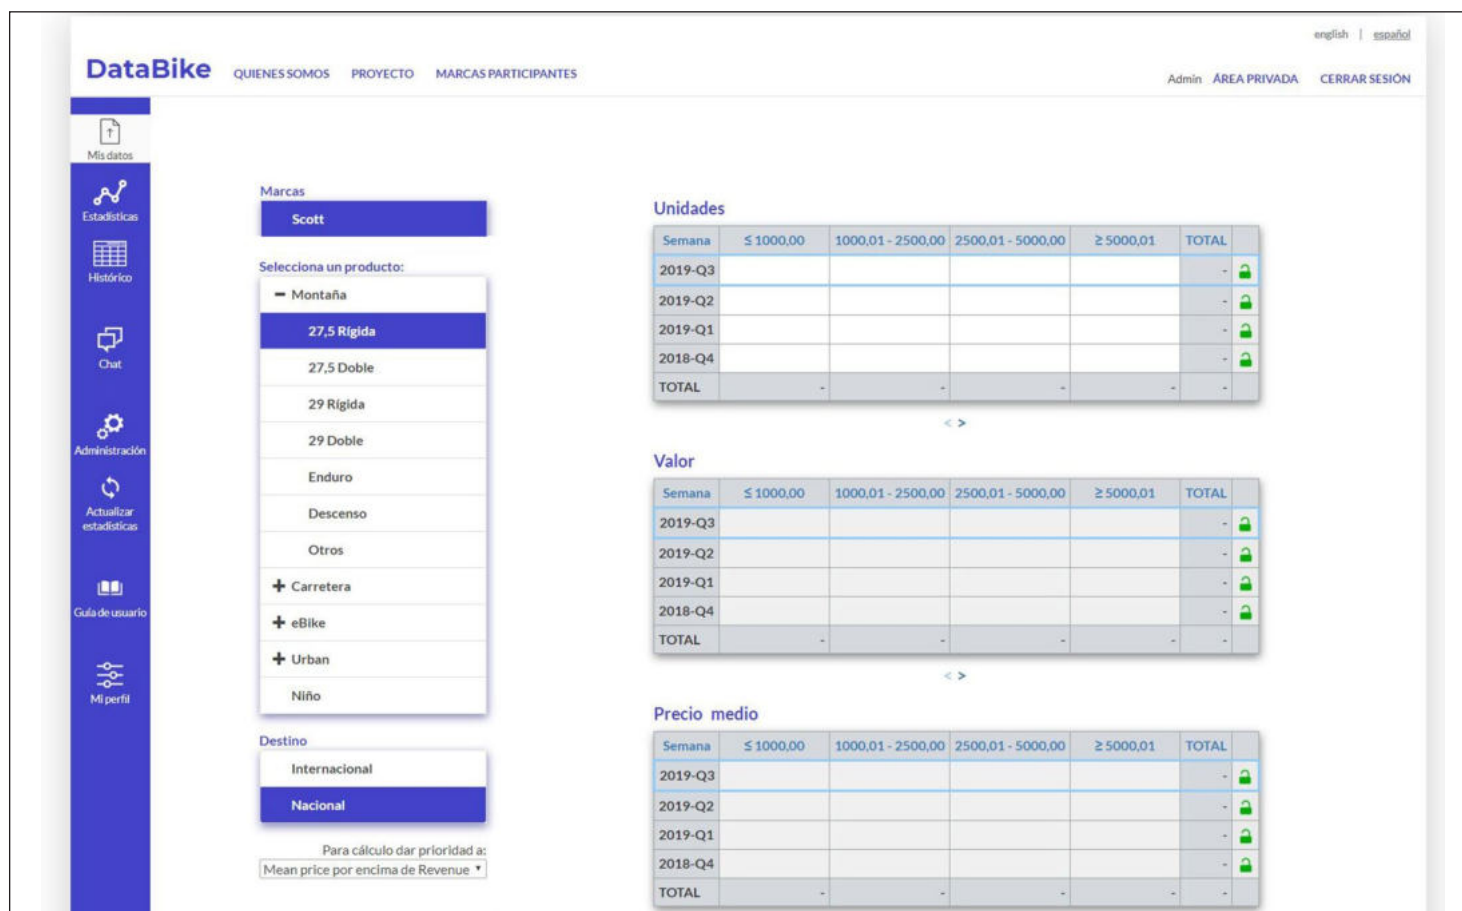 english | español
DataBike QUIENES SOMOS PROYECTO MARCAS PARTICIPANTES
Admin ÁREA PRIVADA CERRAR SESIÓN
Mis datos
Estadísticas
Histórico
Chat
Administración
Actualizar
estadísticas
Guía de usuario
Mi perfil
Marcas
Scott
Selecciona un producto:
− Montaña
27,5 Rígida
27,5 Doble
29 Rígida
29 Doble
Enduro
Descenso
Otros
+ Carretera
+ eBike
+ Urban
Niño
Destino
Internacional
Nacional
Para cálculo dar prioridad a:
Mean price por encima de Revenue
Unidades
Semana ≤ 1000,00 1000,01 - 2500,00 2500,01 - 5000,00 ≥ 5000,01 TOTAL
2019-Q3 -
2019-Q2 -
2019-Q1 -
2018-Q4 -
TOTAL - - - - -
< >
Valor
Semana ≤ 1000,00 1000,01 - 2500,00 2500,01 - 5000,00 ≥ 5000,01 TOTAL
2019-Q3 -
2019-Q2 -
2019-Q1 -
2018-Q4 -
TOTAL - - - - -
< >
Precio medio
Semana ≤ 1000,00 1000,01 - 2500,00 2500,01 - 5000,00 ≥ 5000,01 TOTAL
2019-Q3 -
2019-Q2 -
2019-Q1 -
2018-Q4 -
TOTAL - - - - -